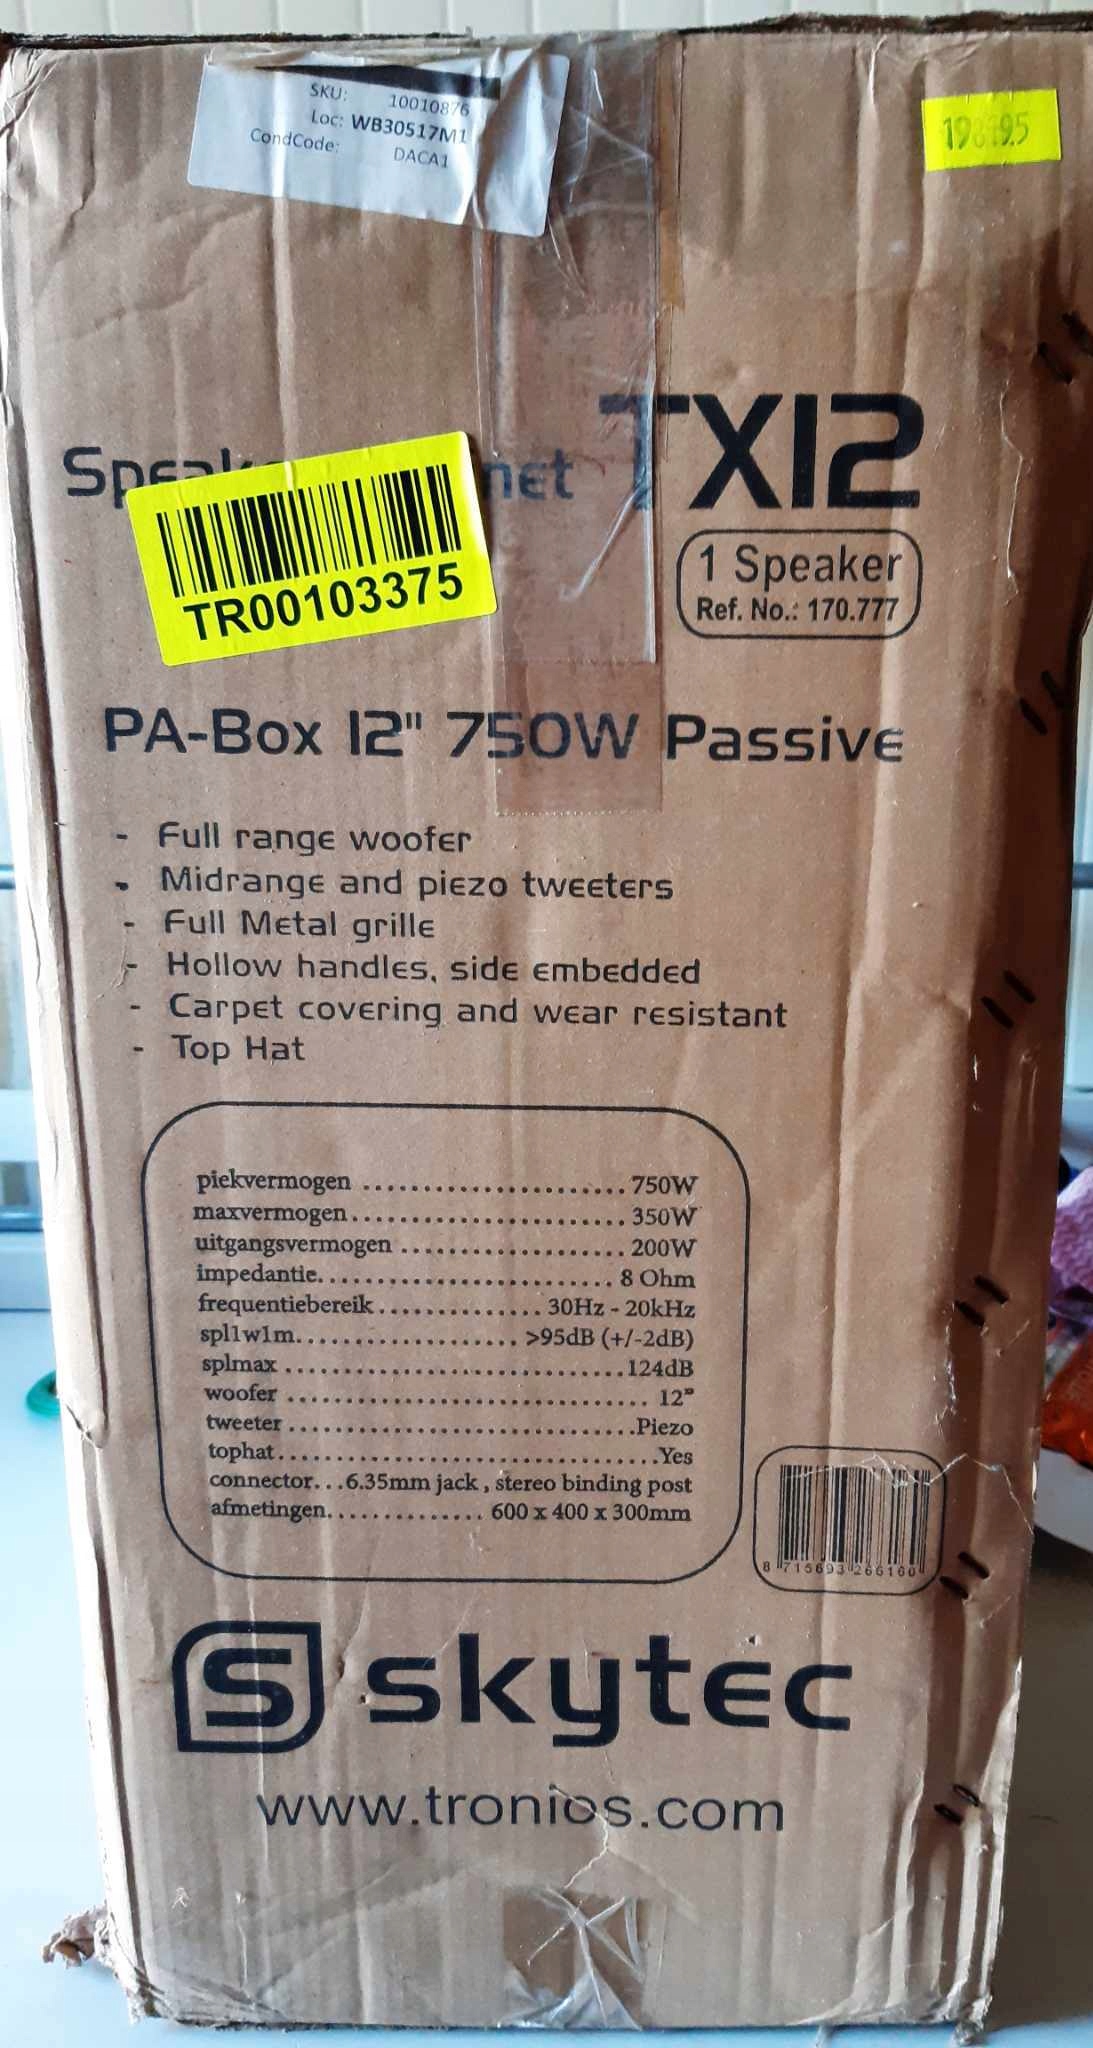 SKU: 10010876
Loc: WB30517M1
CondCode: DACA1
TX12
TR00103375
1 Speaker
Ref. No.: 170.777
PA-Box 12" 750W Passive
- Full range woofer
- Midrange and piezo tweeters
- Full Metal grille
- Hollow handles, side embedded
- Carpet covering and wear resistant
- Top Hat
piekvermogen ...................... 750W
maxvermogen ....................... 350W
uitgangsvermogen ................... 200W
impedantie.......................... 8 Ohm
frequentiebereik .............. 30Hz - 20kHz
spl1w1m.................... >95dB (+/-2dB)
splmax ............................. 124dB
woofer ............................... 12"
tweeter ..............................Piezo
tophat.................................Yes
connector...6.35mm jack , stereo binding post
afmetingen.............. 600 x 400 x 300mm
8 715693 266160
S skytec
www.tronios.com